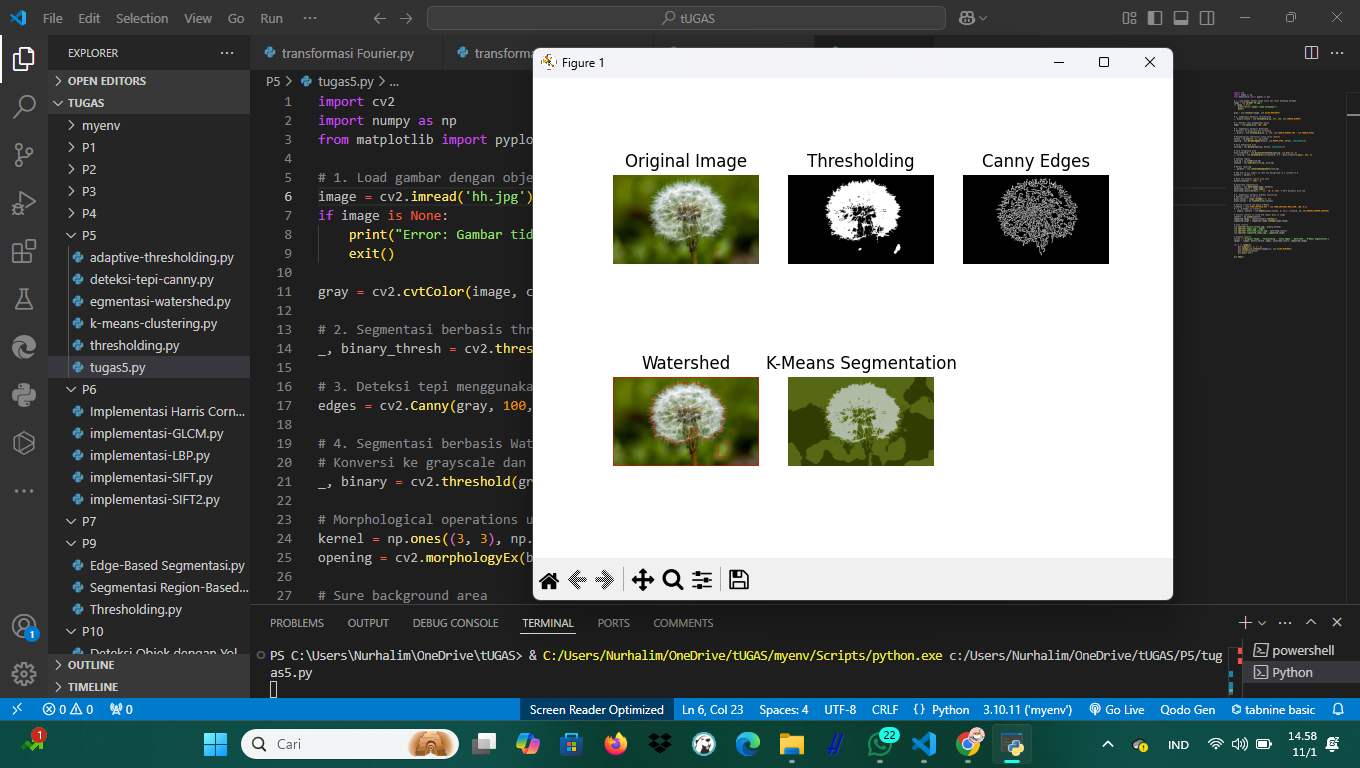 File Edit Selection View Go Run ···
tUGAS
EXPLORER
OPEN EDITORS
TUGAS
myenv
P1
P2
P3
P4
P5
adaptive-thresholding.py
deteksi-tepi-canny.py
egmentasi-watershed.py
k-means-clustering.py
thresholding.py
tugas5.py
P6
Implementasi Harris Corn...
implementasi-GLCM.py
implementasi-LBP.py
implementasi-SIFT.py
implementasi-SIFT2.py
P7
P9
Edge-Based Segmentasi.py
Segmentasi Region-Based...
Thresholding.py
P10
Deteksi Objek dengan Yol...
OUTLINE
TIMELINE
transformasi Fourier.py
P5 > tugas5.py > ...
1 import cv2
2 import numpy as np
3 from matplotlib import pyplo
4
5 # 1. Load gambar dengan obje
6 image = cv2.imread('hh.jpg')
7 if image is None:
8 print("Error: Gambar tid
9 exit()
10
11 gray = cv2.cvtColor(image, c
12
13 # 2. Segmentasi berbasis thr
14 _, binary_thresh = cv2.thres
15
16 # 3. Deteksi tepi menggunaka
17 edges = cv2.Canny(gray, 100,
18
19 # 4. Segmentasi berbasis Wat
20 # Konversi ke grayscale dan
21 _, binary = cv2.threshold(gr
22
23 # Morphological operations u
24 kernel = np.ones((3, 3), np.
25 opening = cv2.morphologyEx(b
26
27 # Sure background area
Figure 1
Original Image
Thresholding
Canny Edges
Watershed
K-Means Segmentation
PROBLEMS OUTPUT DEBUG CONSOLE TERMINAL PORTS COMMENTS
PS C:\Users\Nurhalim\OneDrive\tUGAS> & C:/Users/Nurhalim/OneDrive/tUGAS/myenv/Scripts/python.exe c:/Users/Nurhalim/OneDrive/tUGAS/P5/tug
as5.py
powershell
Python
1
0 0 0 Screen Reader Optimized Ln 6, Col 23 Spaces: 4 UTF-8 CRLF {} Python 3.10.11 ('myenv') Go Live Qodo Gen tabnine basic
1
Cari
22
IND
14.58
11/1